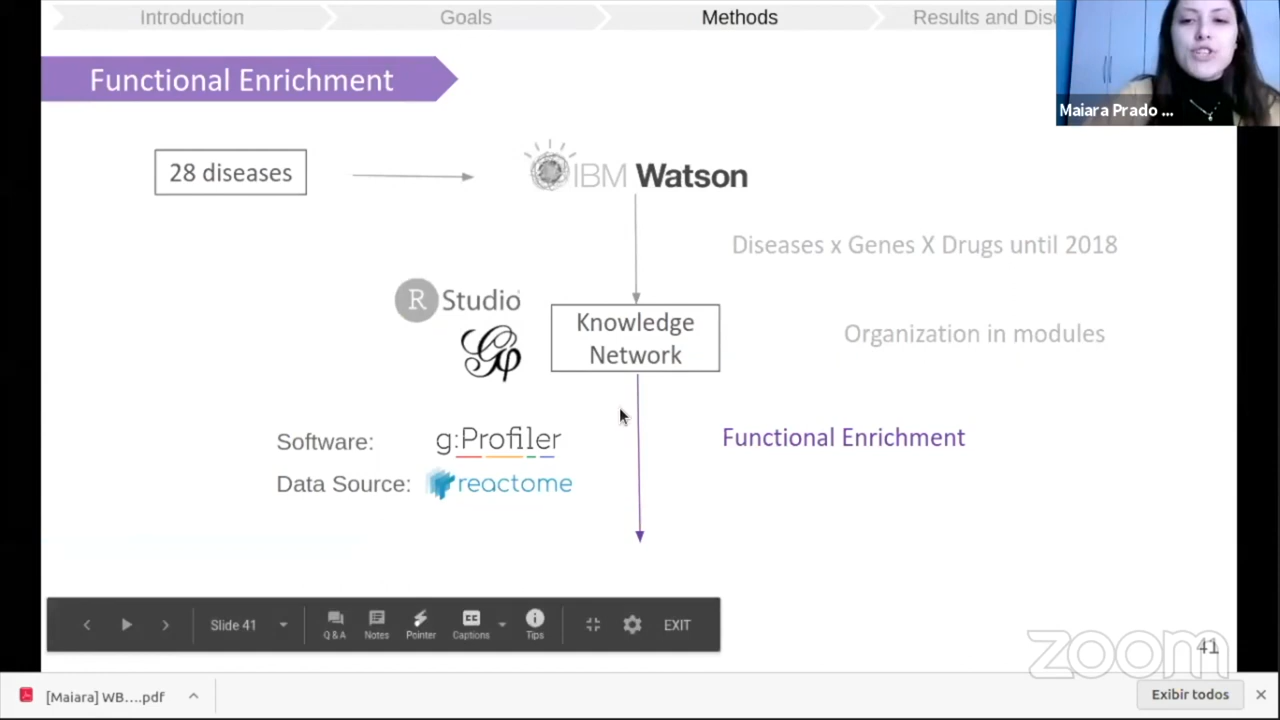 Introduction
Goals
Methods
Results and Disc
Functional Enrichment
Maiara Prado ...
28 diseases
IBM Watson
Diseases x Genes X Drugs until 2018
R Studio
Knowledge
Network
Organization in modules
Software:
g:Profiler
Functional Enrichment
Data Source:
reactome
Slide 41
Q & A
Notes
Pointer
CC
Captions
Tips
EXIT
41
zoom
[Maiara] WB....pdf
Exibir todos